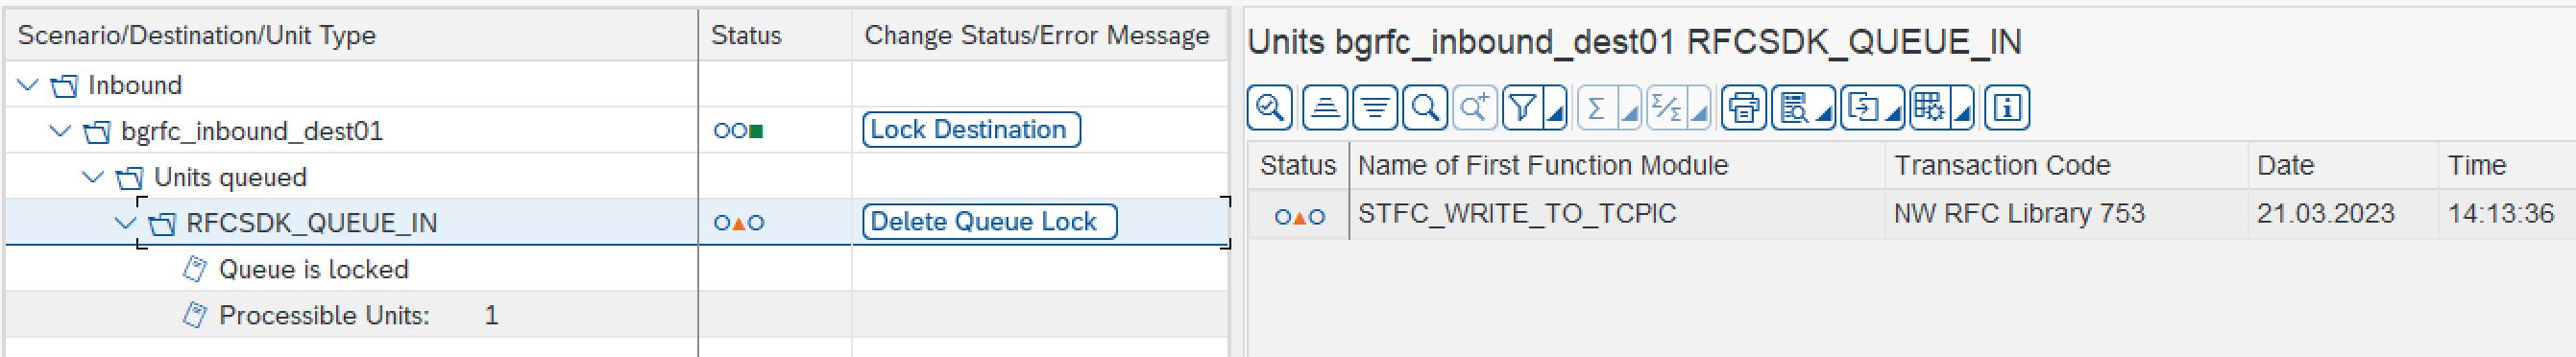 Scenario/Destination/Unit Type Status Change Status/Error Message
Inbound
bgrfc_inbound_dest01 Lock Destination
Units queued
RFCSDK_QUEUE_IN Delete Queue Lock
Queue is locked
Processible Units: 1
Units bgrfc_inbound_dest01 RFCSDK_QUEUE_IN
Status Name of First Function Module Transaction Code Date Time
STFC_WRITE_TO_TCPIC NW RFC Library 753 21.03.2023 14:13:36